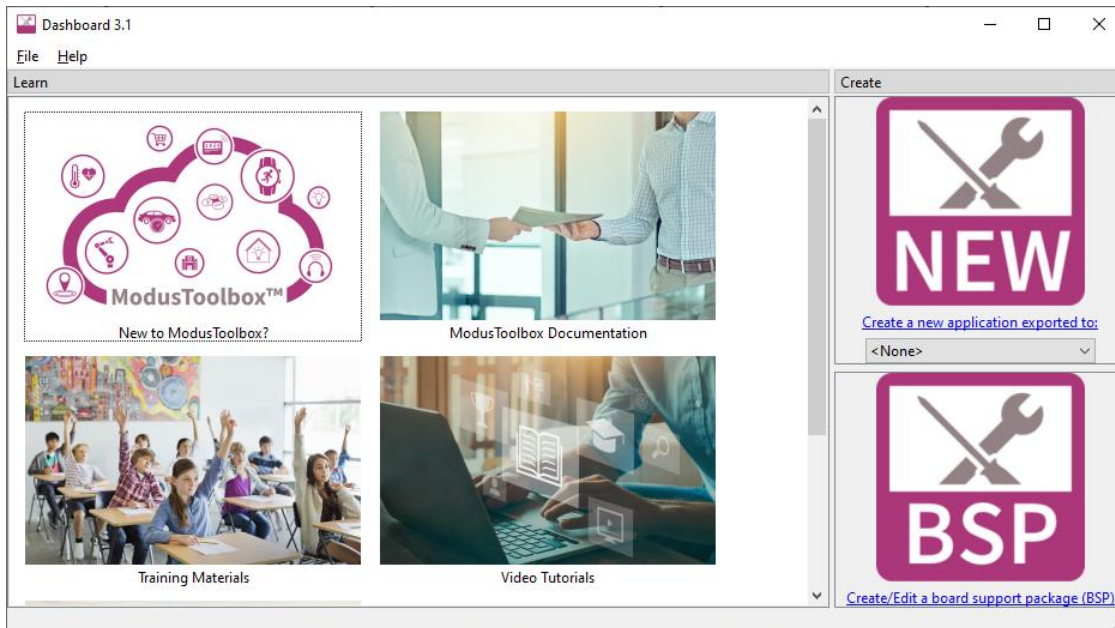 Dashboard 3.1
File Help
Learn
Create
ModusToolbox™
New to ModusToolbox?
ModusToolbox Documentation
Training Materials
Video Tutorials
NEW
Create a new application exported to:
<None>
BSP
Create/Edit a board support package (BSP)